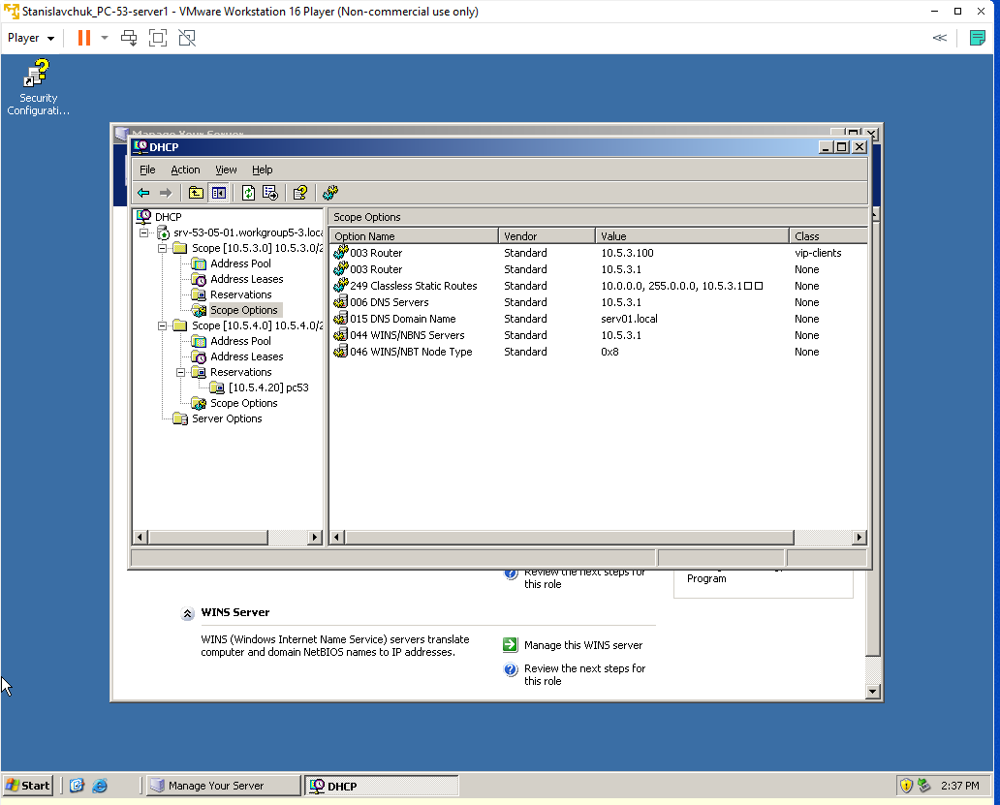 Stanislavchuk_PC-53-server1 - VMware Workstation 16 Player (Non-commercial use only)
Player
Security
Configurati...
Manage Your Server
DHCP
File Action View Help
DHCP
srv-53-05-01.workgroup5-3.loca
Scope [10.5.3.0] 10.5.3.0/2
Address Pool
Address Leases
Reservations
Scope Options
Scope [10.5.4.0] 10.5.4.0/2
Address Pool
Address Leases
Reservations
[10.5.4.20] pc53
Scope Options
Server Options
Scope Options
Option Name Vendor Value Class
003 Router Standard 10.5.3.100 vip-clients
003 Router Standard 10.5.3.1 None
249 Classless Static Routes Standard 10.0.0.0, 255.0.0.0, 10.5.3.1□□ None
006 DNS Servers Standard 10.5.3.1 None
015 DNS Domain Name Standard serv01.local None
044 WINS/NBNS Servers Standard 10.5.3.1 None
046 WINS/NBT Node Type Standard 0x8 None
Review the next steps for
this role
Program
WINS Server
WINS (Windows Internet Name Service) servers translate
computer and domain NetBIOS names to IP addresses.
Manage this WINS server
Review the next steps for
this role
Start Manage Your Server DHCP 2:37 PM